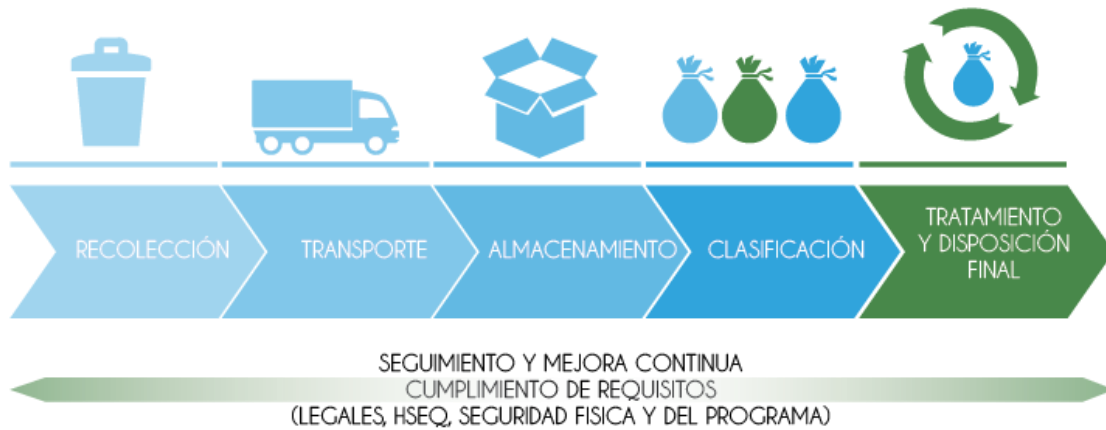 RECOLECCIÓN
TRANSPORTE
ALMACENAMIENTO
CLASIFICACIÓN
TRATAMIENTO
Y DISPOSICIÓN
FINAL
SEGUIMIENTO Y MEJORA CONTINUA
CUMPLIMIENTO DE REQUISITOS
(LEGALES, HSEQ, SEGURIDAD FISICA Y DEL PROGRAMA)